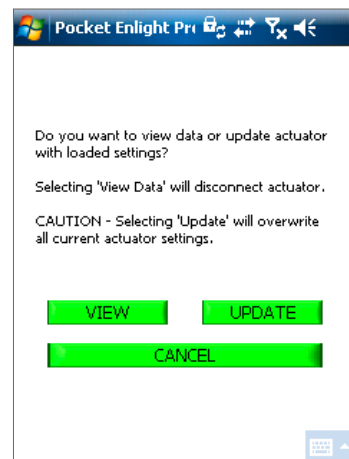 Pocket Enlight Pr
Do you want to view data or update actuator
with loaded settings?
Selecting 'View Data' will disconnect actuator.
CAUTION - Selecting 'Update' will overwrite
all current actuator settings.
VIEW UPDATE
CANCEL